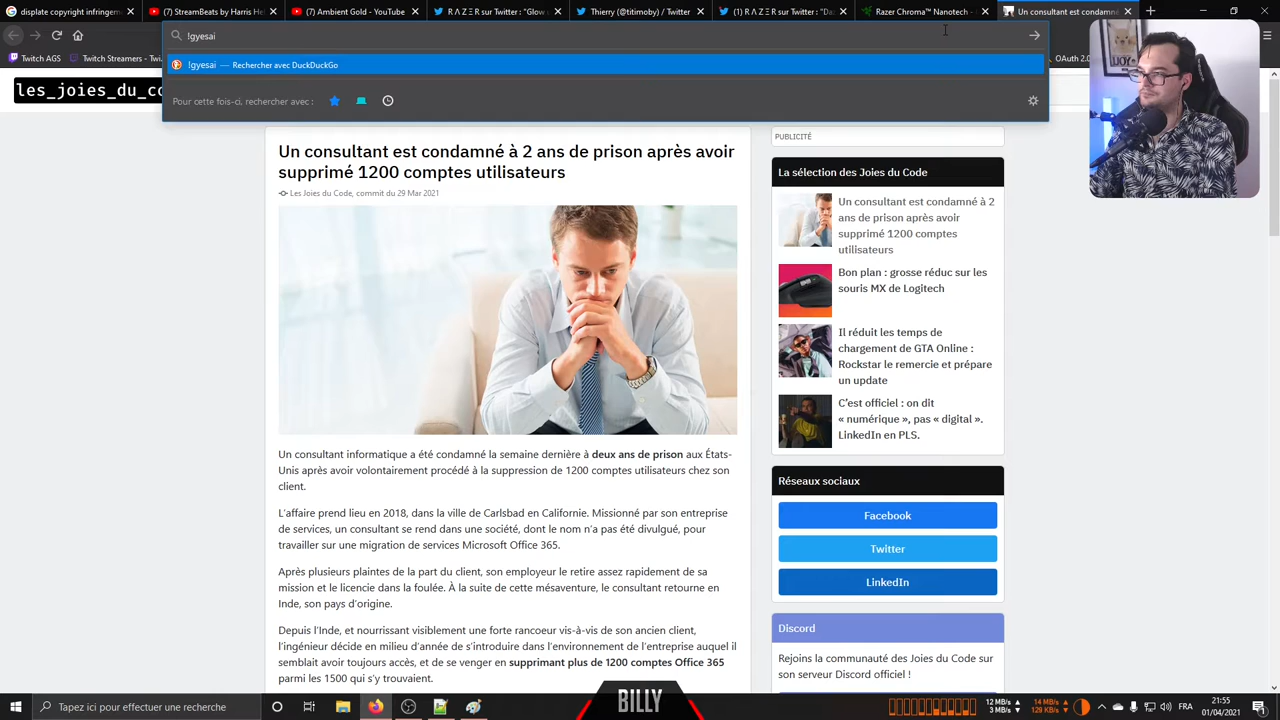 displate copyright infringem
(7) StreamBeats by Harris He
(7) Ambient Gold - YouTube
R Λ Z Ξ R sur Twitter : "Glow
Thierry (@titimoby) / Twitter
(1) R Λ Z Ξ R sur Twitter : "Da
Razer Chroma™ Nanotech -
Un consultant est condamné
!gyesai
!gyesai — Rechercher avec DuckDuckGo
Pour cette fois-ci, rechercher avec :
Twitch AGS
Twitch Streamers - Twi
OAuth 2.0
les_joies_du_co
Un consultant est condamné à 2 ans de prison après avoir
supprimé 1200 comptes utilisateurs
Les Joies du Code, commit du 29 Mar 2021
Un consultant informatique a été condamné la semaine dernière à deux ans de prison aux États-
Unis après avoir volontairement procédé à la suppression de 1200 comptes utilisateurs chez son
client.
L'affaire prend lieu en 2018, dans la ville de Carlsbad en Californie. Missionné par son entreprise
de services, un consultant se rend dans une société, dont le nom n'a pas été divulgué, pour
travailler sur une migration de services Microsoft Office 365.
Après plusieurs plaintes de la part du client, son employeur le retire assez rapidement de sa
mission et le licencie dans la foulée. À la suite de cette mésaventure, le consultant retourne en
Inde, son pays d'origine.
Depuis l'Inde, et nourrissant visiblement une forte rancoeur vis-à-vis de son ancien client,
l'ingénieur décide en milieu d'année de s'introduire dans l'environnement de l'entreprise auquel il
semblait avoir toujours accès, et de se venger en supprimant plus de 1200 comptes Office 365
parmi les 1500 qui s'y trouvaient.
PUBLICITÉ
La sélection des Joies du Code
Un consultant est condamné à 2
ans de prison après avoir
supprimé 1200 comptes
utilisateurs
Bon plan : grosse réduc sur les
souris MX de Logitech
Il réduit les temps de
chargement de GTA Online :
Rockstar le remercie et prépare
un update
C'est officiel : on dit
« numérique », pas « digital ».
LinkedIn en PLS.
Réseaux sociaux
Facebook
Twitter
LinkedIn
Discord
Rejoins la communauté des Joies du Code sur
son serveur Discord officiel !
BILLY
Tapez ici pour effectuer une recherche
12 MB/s
3 MB/s
14 MB/s
129 KB/s
FRA
21:55
01/04/2021